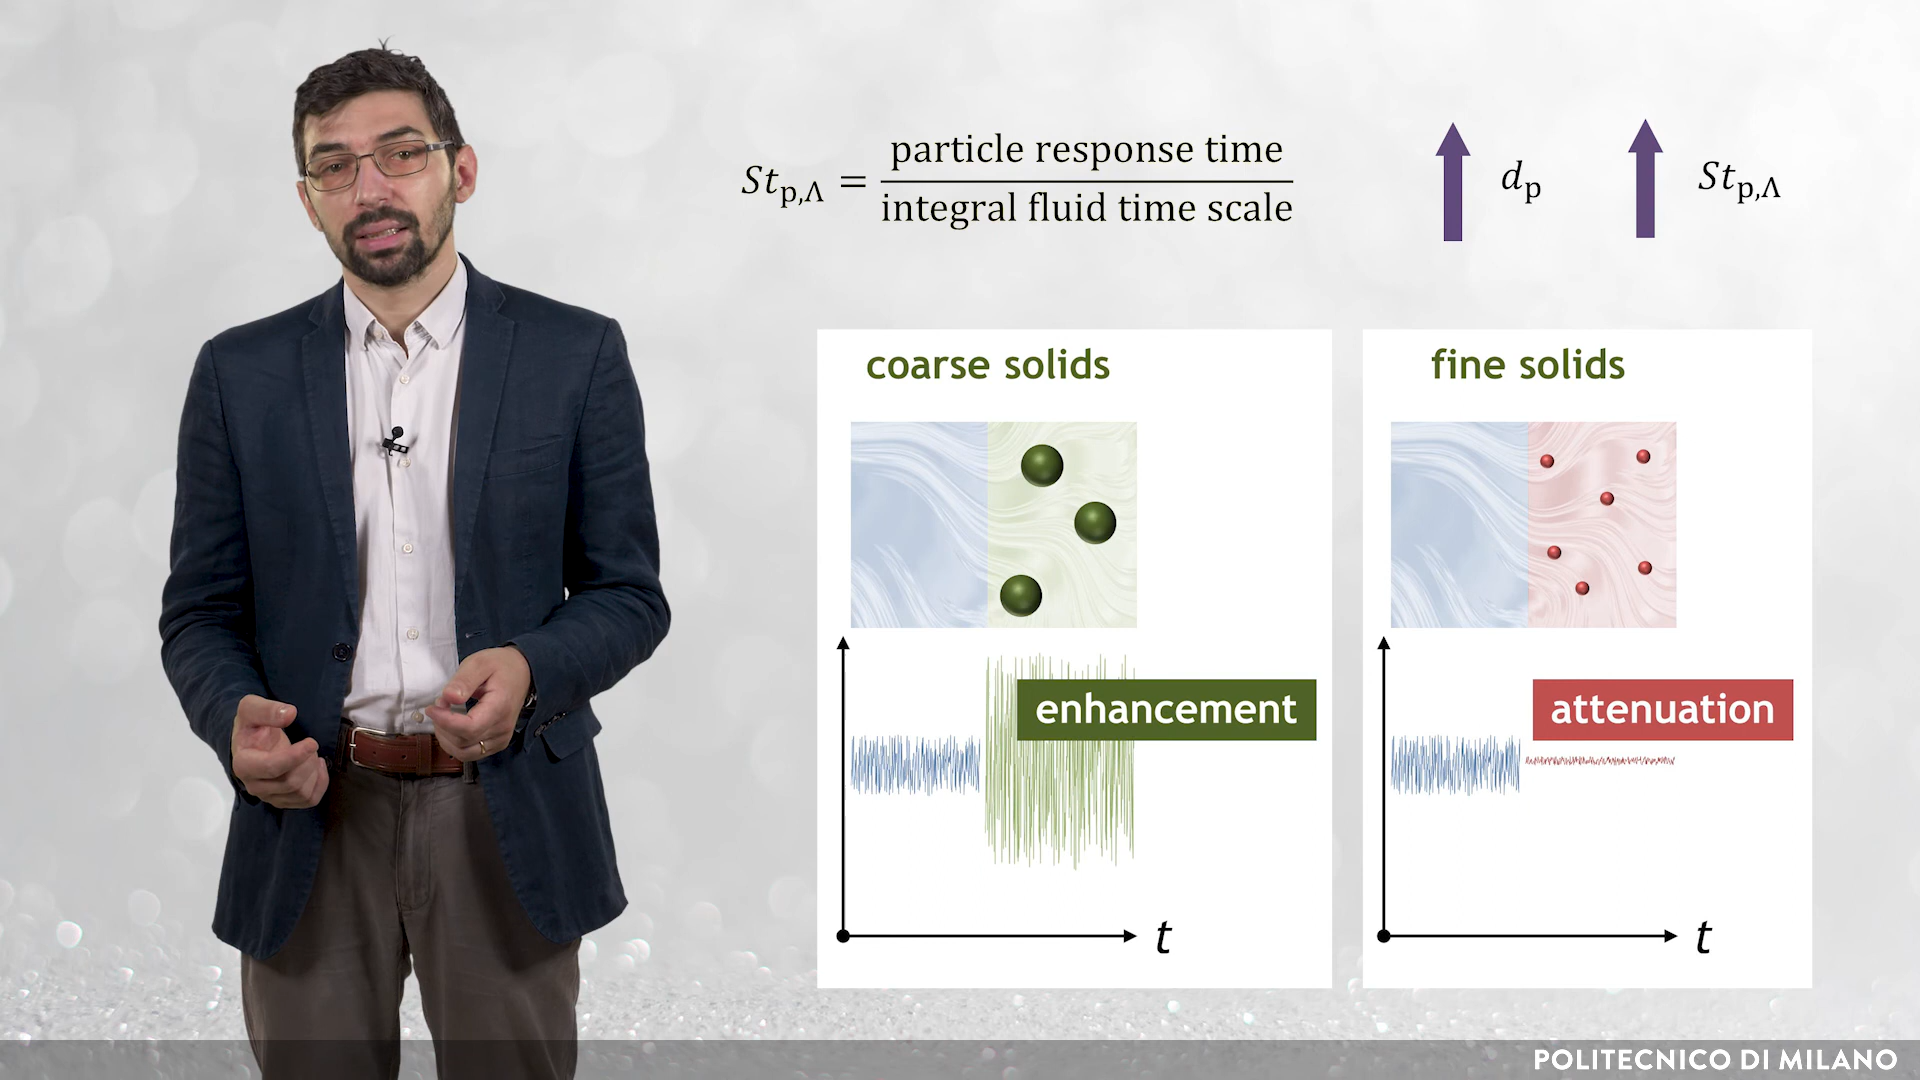 St_p,Λ = particle response time / integral fluid time scale
d_p
St_p,Λ
coarse solids
enhancement
t
fine solids
attenuation
t
POLITECNICO DI MILANO